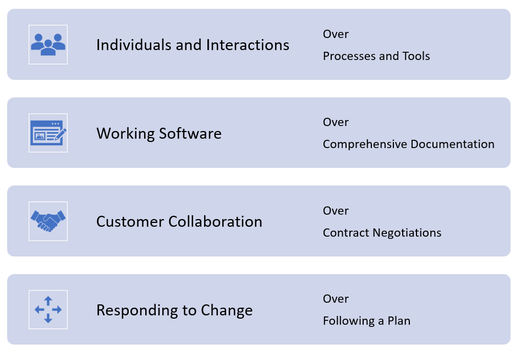 Individuals and Interactions
Over
Processes and Tools
Working Software
Over
Comprehensive Documentation
Customer Collaboration
Over
Contract Negotiations
Responding to Change
Over
Following a Plan